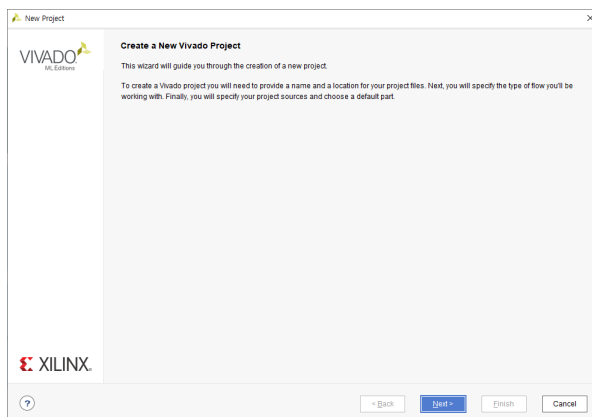 New Project
VIVADO
ML Editions
Create a New Vivado Project
This wizard will guide you through the creation of a new project.
To create a Vivado project you will need to provide a name and a location for your project files. Next, you will specify the type of flow you'll be
working with. Finally, you will specify your project sources and choose a default part.
XILINX
?
< Back
Next >
Finish
Cancel